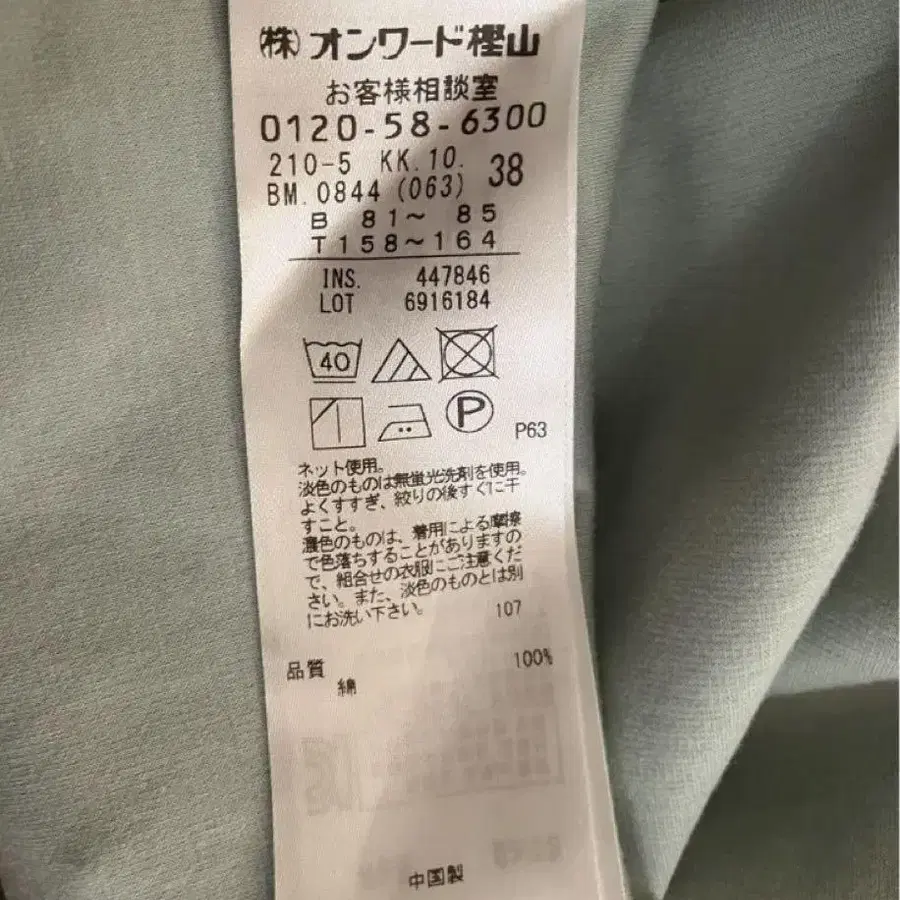 (株)オンワード樫山
お客様相談室
0120-58-6300
210-5 KK.10. 38
BM.0844 (063)
B 81~ 85
T158~164
INS. 447846
LOT 6916184
40
P
P63
ネット使用。
淡色のものは無蛍光洗剤を使用。
よくすすぎ、絞りの後すぐに干
すこと。
濃色のものは、着用による摩擦
で色落ちすることがありますの
で、組合せの衣服にご注意くだ
さい。また、淡色のものとは別
にお洗い下さい。 107
品質 100%
綿
中国製